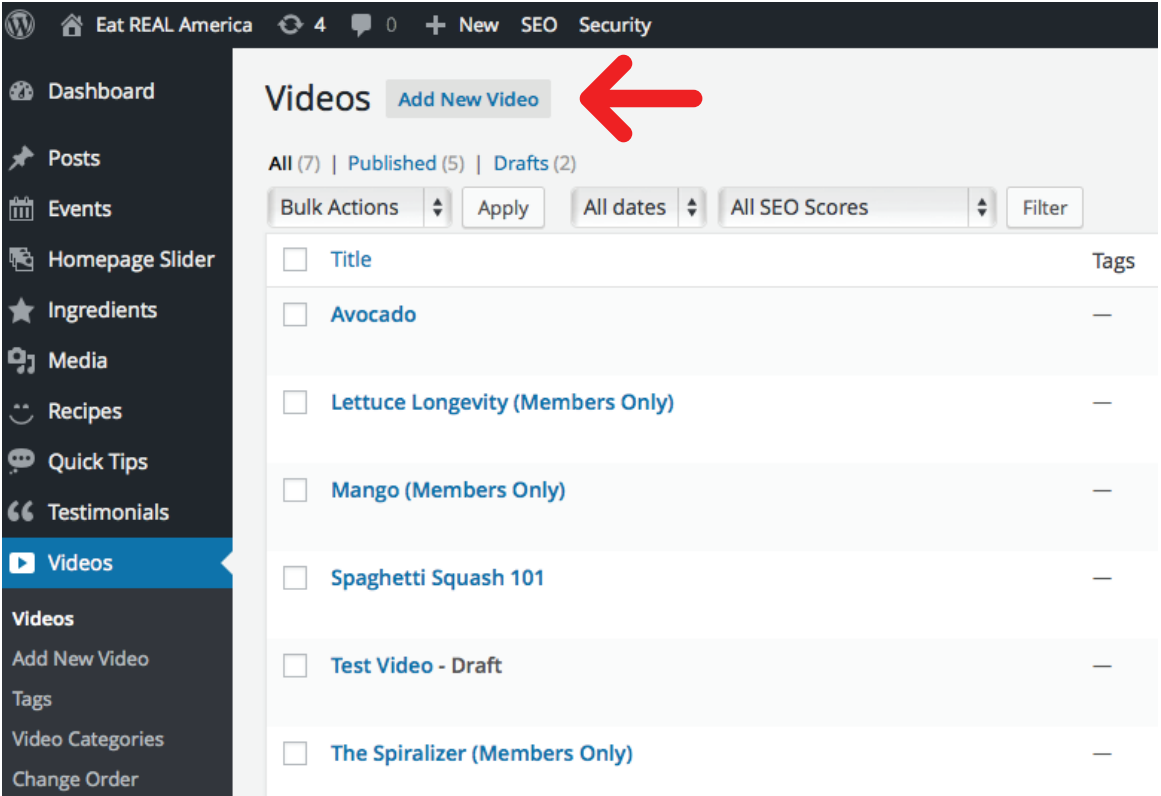 Eat REAL America 4 0 New SEO Security
Dashboard
Posts
Events
Homepage Slider
Ingredients
Media
Recipes
Quick Tips
Testimonials
Videos
Videos
Add New Video
Tags
Video Categories
Change Order
Videos Add New Video
All (7) | Published (5) | Drafts (2)
Bulk Actions Apply All dates All SEO Scores Filter
Title Tags
Avocado —
Lettuce Longevity (Members Only) —
Mango (Members Only) —
Spaghetti Squash 101 —
Test Video - Draft —
The Spiralizer (Members Only) —